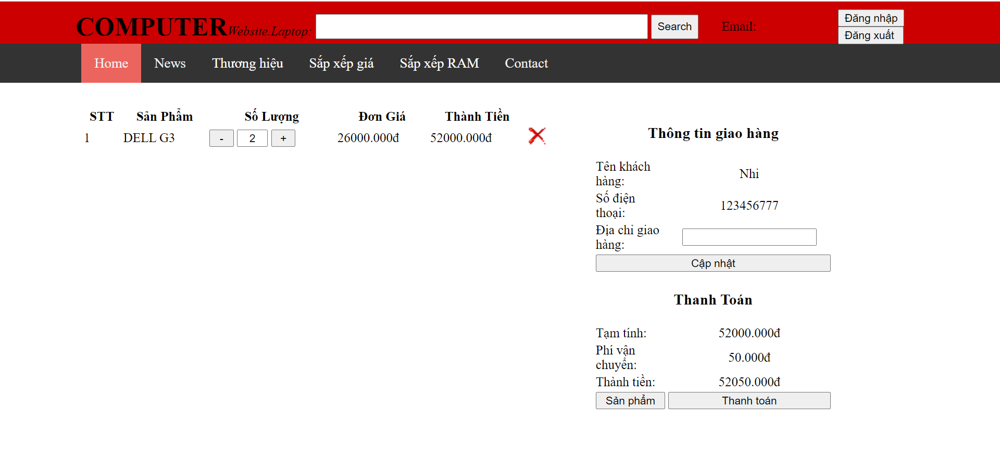 COMPUTER Website.Laptop: Search Email: Đăng nhập
Đăng xuất
Home News Thương hiệu Sắp xếp giá Sắp xếp RAM Contact
STT Sản Phẩm Số Lượng Đơn Giá Thành Tiền
1 DELL G3 - 2 + 26000.000đ 52000.000đ
Thông tin giao hàng
Tên khách
hàng:
Nhi
Số điện
thoại:
123456777
Địa chỉ giao
hàng:
Cập nhật
Thanh Toán
Tạm tính: 52000.000đ
Phí vận
chuyển:
50.000đ
Thành tiền: 52050.000đ
Sản phẩm Thanh toán